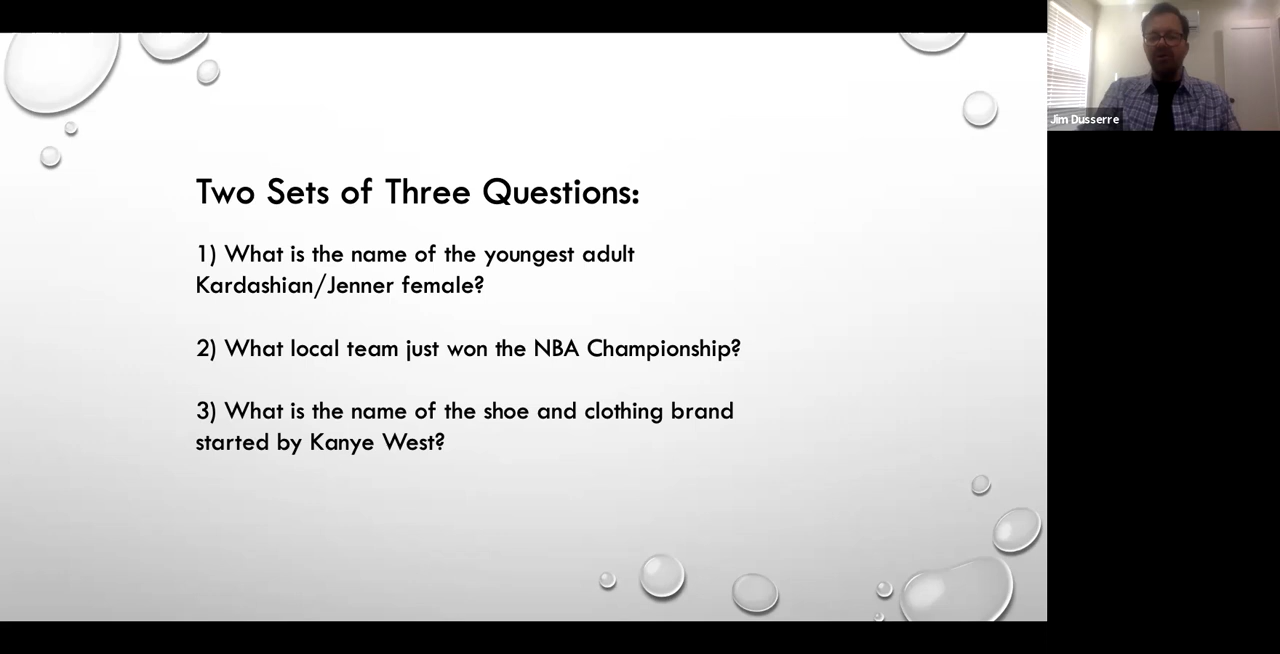 Two Sets of Three Questions:
1) What is the name of the youngest adult
Kardashian/Jenner female?
2) What local team just won the NBA Championship?
3) What is the name of the shoe and clothing brand
started by Kanye West?
Jim Dusserre